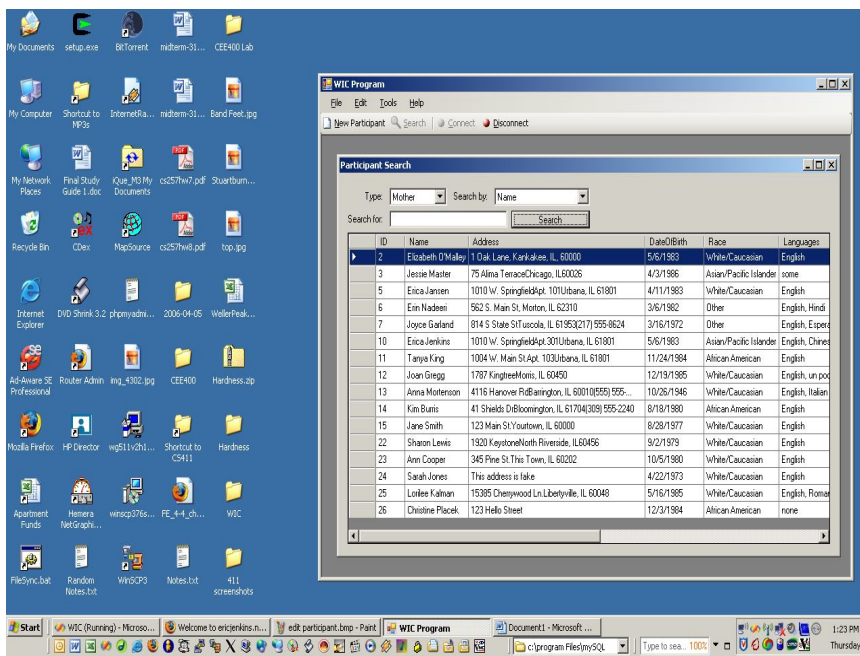 My Documents setup.exe BitTorrent midterm-31... CEE400 Lab
My Computer Shortcut to MP3s InternetRa... midterm-31... Band Feet.jpg
My Network Places Final Study Guide 1.doc iQue_M3 My Documents cs257hw7.pdf Stuartburn...
Recycle Bin CDex MapSource cs257hw8.pdf top.jpg
Internet Explorer DVD Shrink 3.2 phpmyadmi... 2006-04-05 WellerPeak...
Ad-Aware SE Professional Router Admin img_4302.jpg CEE400 Hardness.zip
Mozilla Firefox HP Director wg511v2h1... Shortcut to CS411 Hardness
Apartment Funds Hemera NetGraphi... winscp376s... FE_4-4_ch... WIC
FileSync.bat Random Notes.txt WinSCP3 Notes.txt 411 screenshots
WIC Program
File Edit Tools Help
New Participant Search Connect Disconnect
Participant Search
Type: Mother Search by: Name
Search for: Search
ID Name Address DateOfBirth Race Languages
2 Elizabeth O'Malley 1 Oak Lane, Kankakee, IL, 60000 5/6/1983 White/Caucasian English
3 Jessie Master 75 Alima TerraceChicago, IL60026 4/3/1986 Asian/Pacific Islander some
5 Erica Jansen 1010 W. SpringfieldApt. 101Urbana, IL 61801 4/11/1983 White/Caucasian English
6 Erin Nadeeri 562 S. Main St, Morton, IL 62310 3/6/1982 Other English, Hindi
7 Joyce Garland 814 S State StTuscola, IL 61953(217) 555-8624 3/16/1972 Other English, Espera
10 Erica Jenkins 1010 W. SpringfieldApt.301Urbana, IL 61801 5/6/1983 Asian/Pacific Islander English, Chines
11 Tanya King 1004 W. Main St.Apt. 103Urbana, IL 61801 11/24/1984 African American English
12 Joan Gregg 1787 KingtreeMorris, IL 60450 12/19/1985 White/Caucasian English, un poc
13 Anna Mortenson 4116 Hanover RdBarrington, IL 60010(555) 555-... 10/26/1946 White/Caucasian English, Italian
14 Kim Burris 41 Shields DrBloomington, IL 61704(309) 555-2240 8/18/1980 African American English
15 Jane Smith 123 Main St.Yourtown, IL 60000 8/28/1977 White/Caucasian English
22 Sharon Lewis 1920 KeystoneNorth Riverside, IL60456 9/2/1979 White/Caucasian English
23 Ann Cooper 345 Pine St.This Town, IL 60202 10/5/1980 White/Caucasian English
24 Sarah Jones This address is fake 4/22/1973 White/Caucasian English
25 Lorilee Kalman 15385 Cherrywood Ln.Libertyville, IL 60048 5/16/1985 White/Caucasian English, Romar
26 Christine Placek 123 Hello Street 12/3/1984 African American none
Start WIC (Running) - Microso... Welcome to ericjenkins.n... edit participant.bmp - Paint WIC Program Document1 - Microsoft ... 1:23 PM
c:\program Files\mySQL Type to sea... 100% Thursday